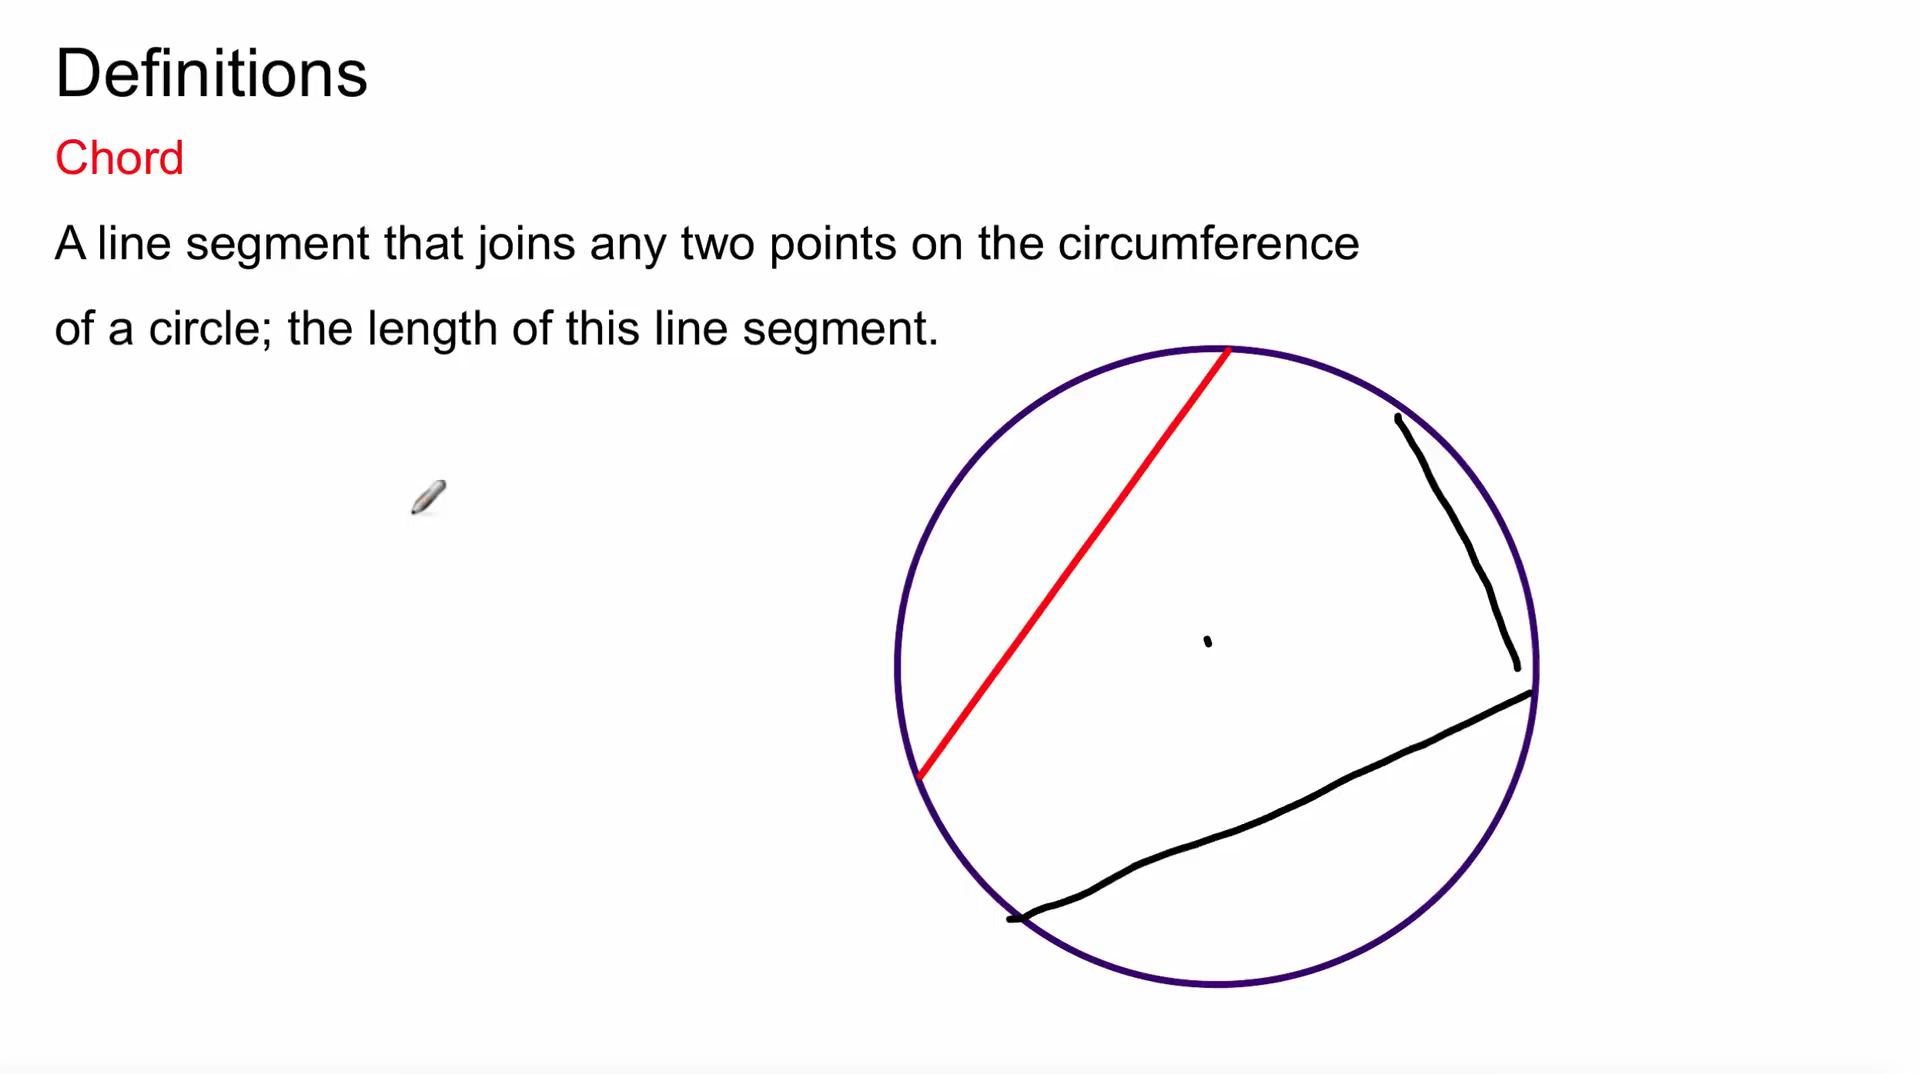 Definitions
Chord
A line segment that joins any two points on the circumference
of a circle; the length of this line segment.